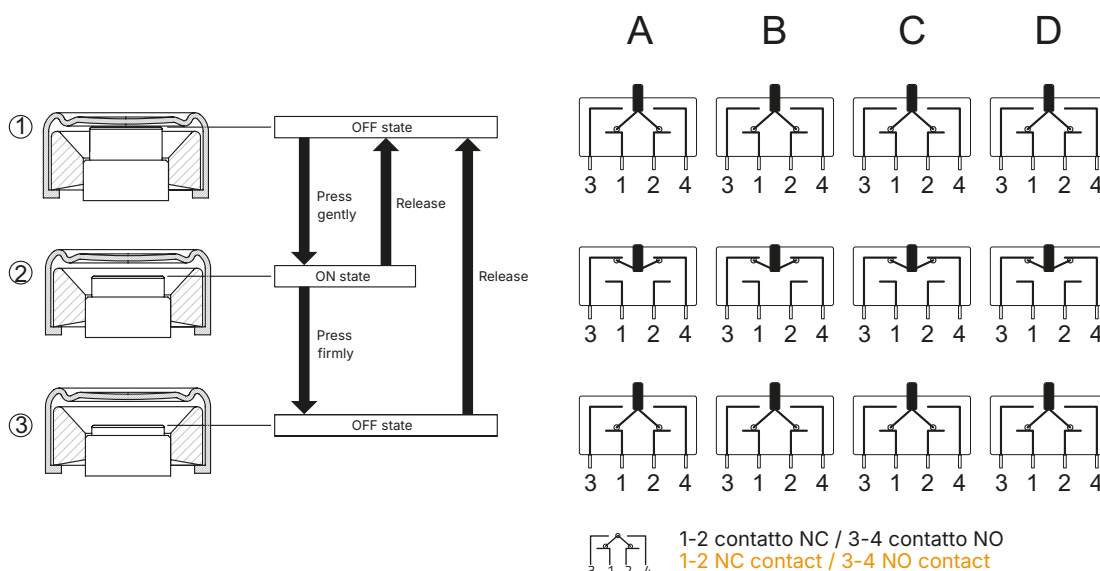 A B C D
① OFF state
3 1 2 4 3 1 2 4 3 1 2 4 3 1 2 4
Press
gently
Release
② ON state
Release
3 1 2 4 3 1 2 4 3 1 2 4 3 1 2 4
Press
firmly
③ OFF state
3 1 2 4 3 1 2 4 3 1 2 4 3 1 2 4
1-2 contatto NC / 3-4 contatto NO
1-2 NC contact / 3-4 NO contact
3 1 2 4